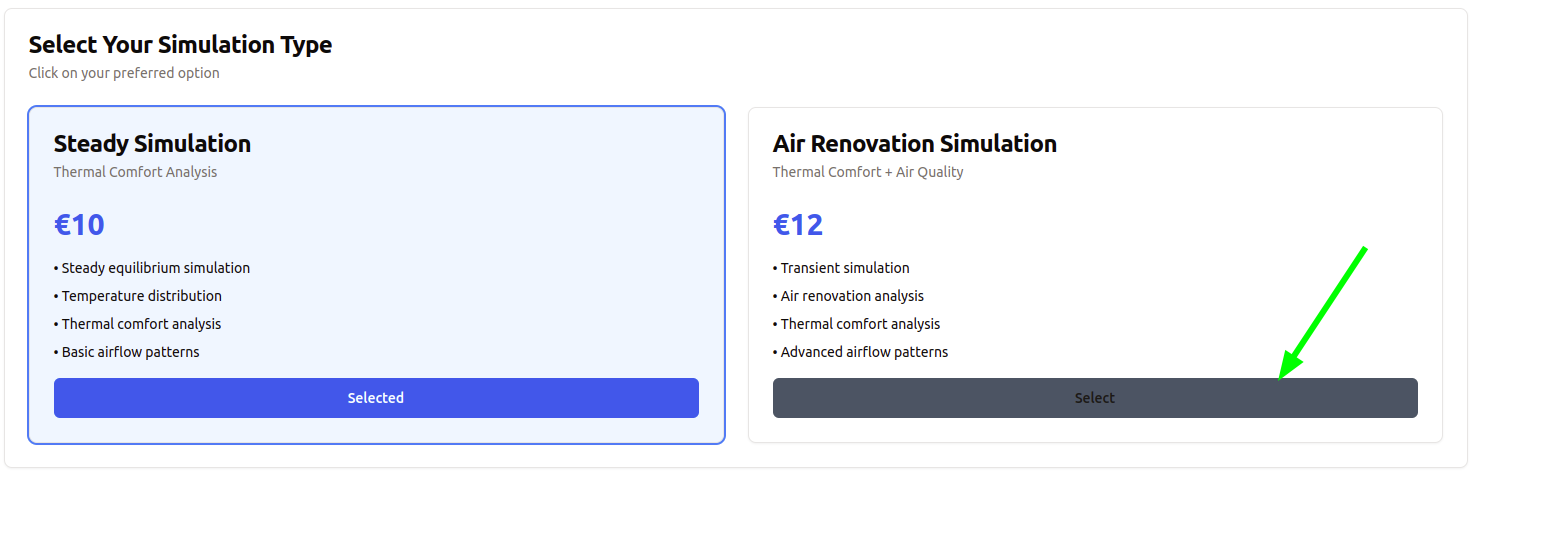 Select Your Simulation Type
Click on your preferred option
Steady Simulation
Thermal Comfort Analysis
€10
• Steady equilibrium simulation
• Temperature distribution
• Thermal comfort analysis
• Basic airflow patterns
Selected
Air Renovation Simulation
Thermal Comfort + Air Quality
€12
• Transient simulation
• Air renovation analysis
• Thermal comfort analysis
• Advanced airflow patterns
Select